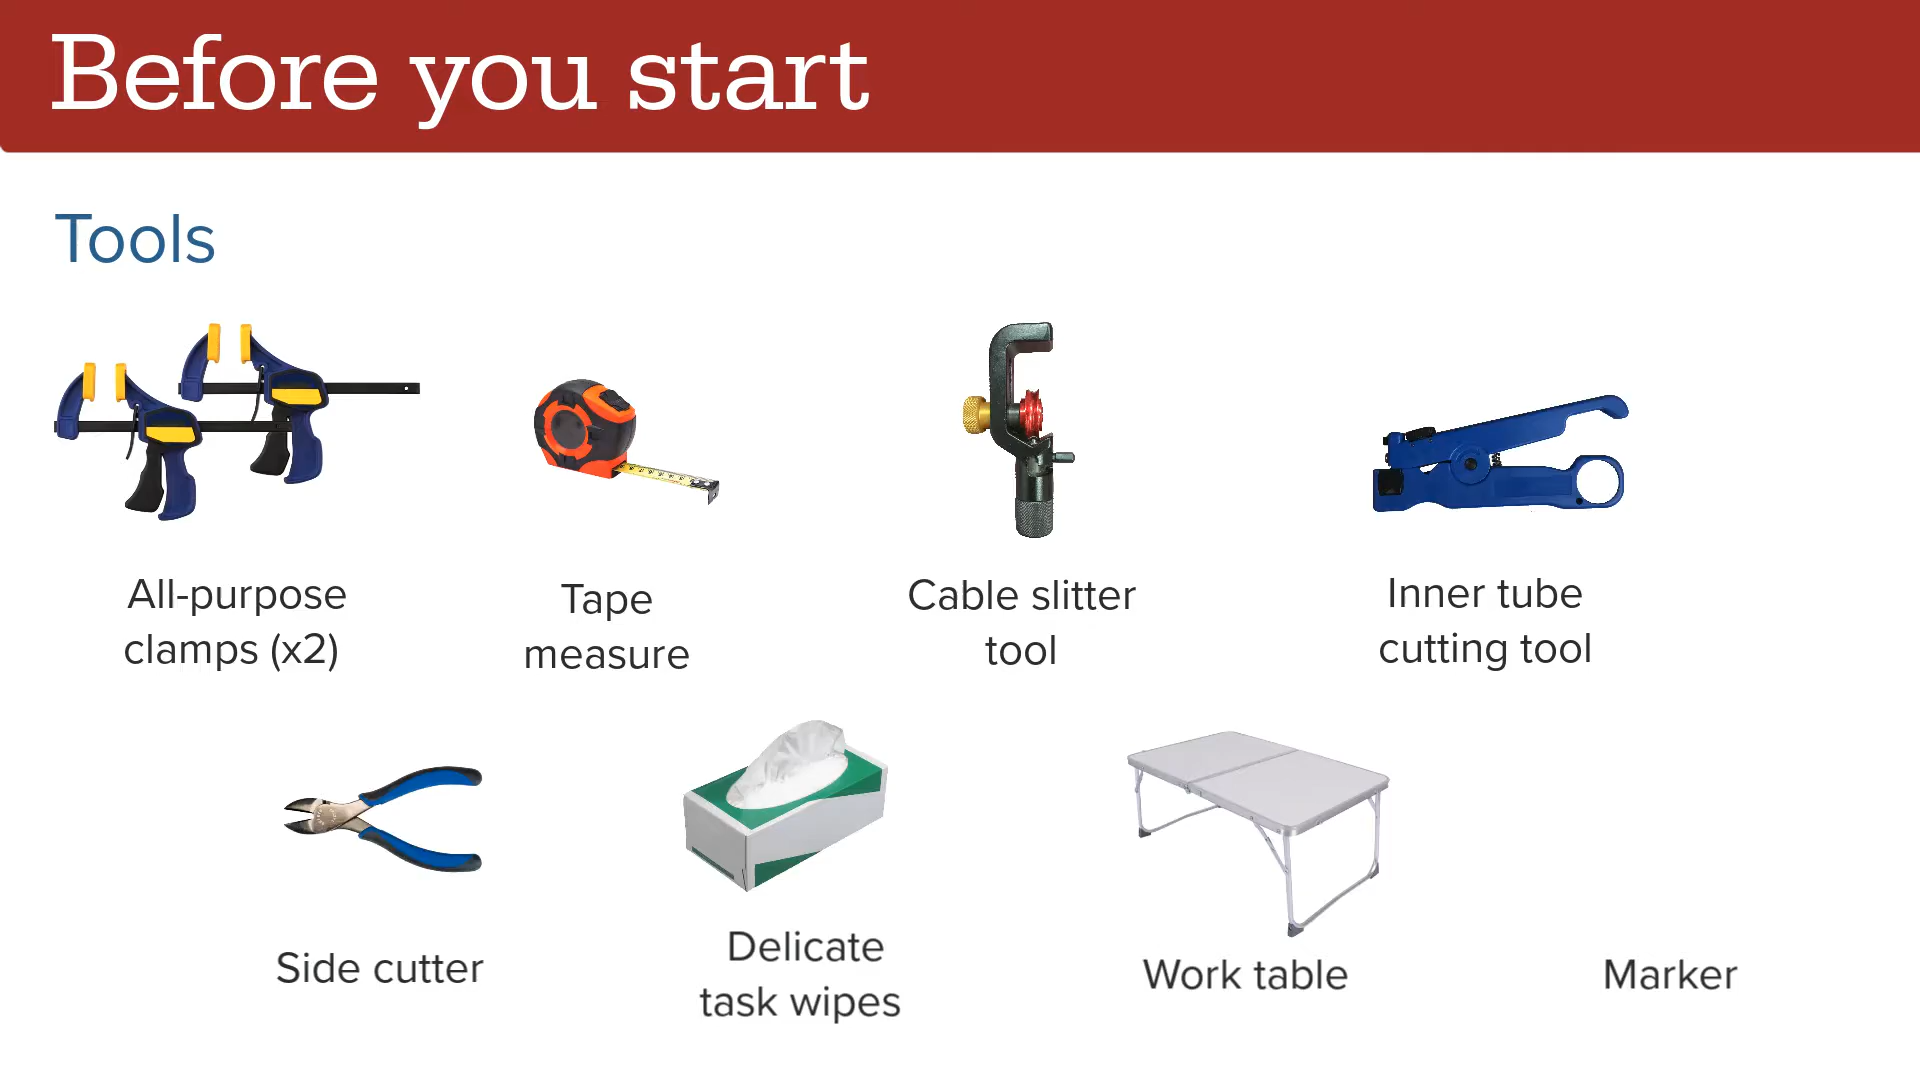 Before you start
Tools
All-purpose
clamps (x2)
Tape
measure
Cable slitter
tool
Inner tube
cutting tool
Side cutter
Delicate
task wipes
Work table
Marker